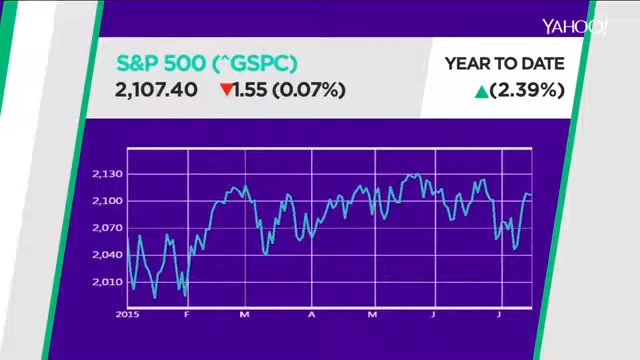 YAHOO!
S&P 500 (^GSPC)
2,107.40 ▼1.55 (0.07%)
YEAR TO DATE
▲(2.39%)
2,130
2,100
2,070
2,040
2,010
2015 F M A M J J